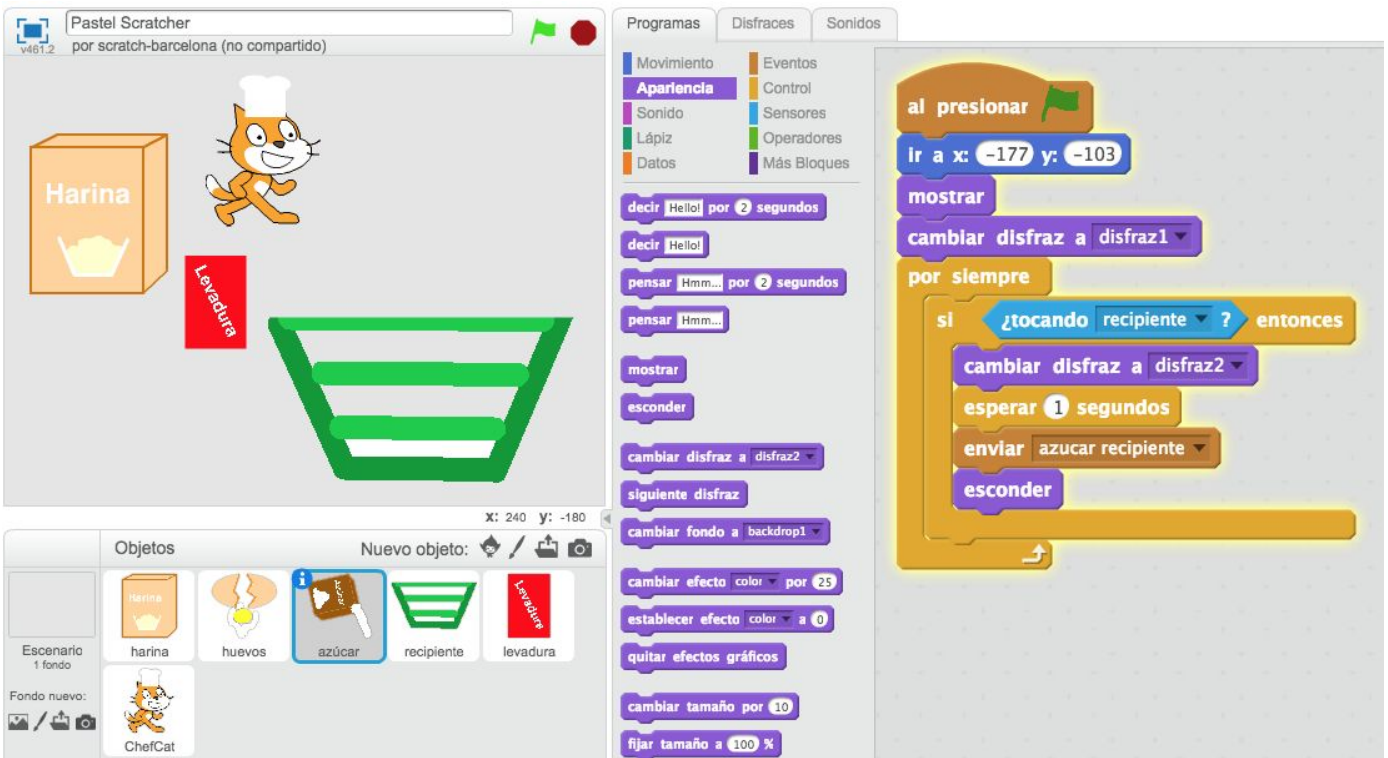 Pastel Scratcher
por scratch-barcelona (no compartido)
v461.2
Harina
Levadura
x: 240 y: -180
Objetos
Nuevo objeto:
Escenario
1 fondo
Fondo nuevo:
Harina
harina
huevos
azúcar
azúcar
recipiente
Levadura
levadura
ChefCat
Programas
Disfraces
Sonidos
Movimiento
Eventos
Apariencia
Control
Sonido
Sensores
Lápiz
Operadores
Datos
Más Bloques
decir Hello! por 2 segundos
decir Hello!
pensar Hmm... por 2 segundos
pensar Hmm...
mostrar
esconder
cambiar disfraz a disfraz2
siguiente disfraz
cambiar fondo a backdrop1
cambiar efecto color por 25
establecer efecto color a 0
quitar efectos gráficos
cambiar tamaño por 10
fijar tamaño a 100 %
al presionar
ir a x: -177 y: -103
mostrar
cambiar disfraz a disfraz1
por siempre
si ¿tocando recipiente ? entonces
cambiar disfraz a disfraz2
esperar 1 segundos
enviar azucar recipiente
esconder